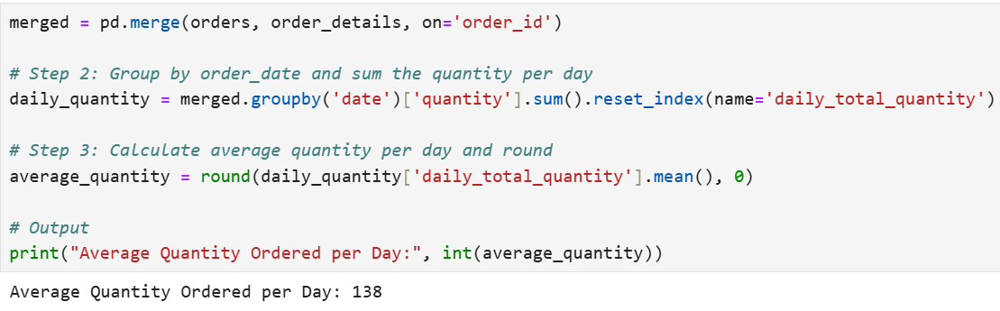 merged = pd.merge(orders, order_details, on='order_id')
# Step 2: Group by order_date and sum the quantity per day
daily_quantity = merged.groupby('date')['quantity'].sum().reset_index(name='daily_total_quantity')
# Step 3: Calculate average quantity per day and round
average_quantity = round(daily_quantity['daily_total_quantity'].mean(), 0)
# Output
print("Average Quantity Ordered per Day:", int(average_quantity))
Average Quantity Ordered per Day: 138